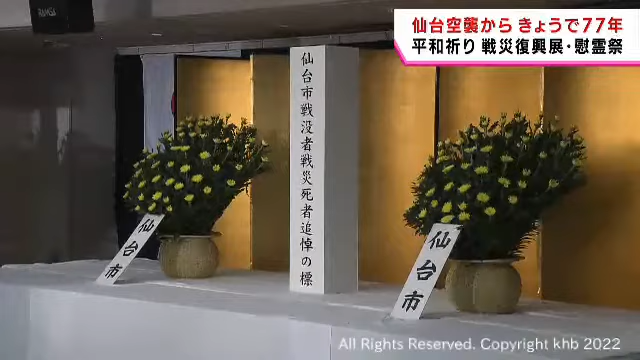 仙台空襲から きょうで77年
平和祈り 戦災復興展・慰霊祭
仙台市戦没者戦災死者追悼の標
仙台市
仙台市
All Rights Reserved. Copyright khb 2022